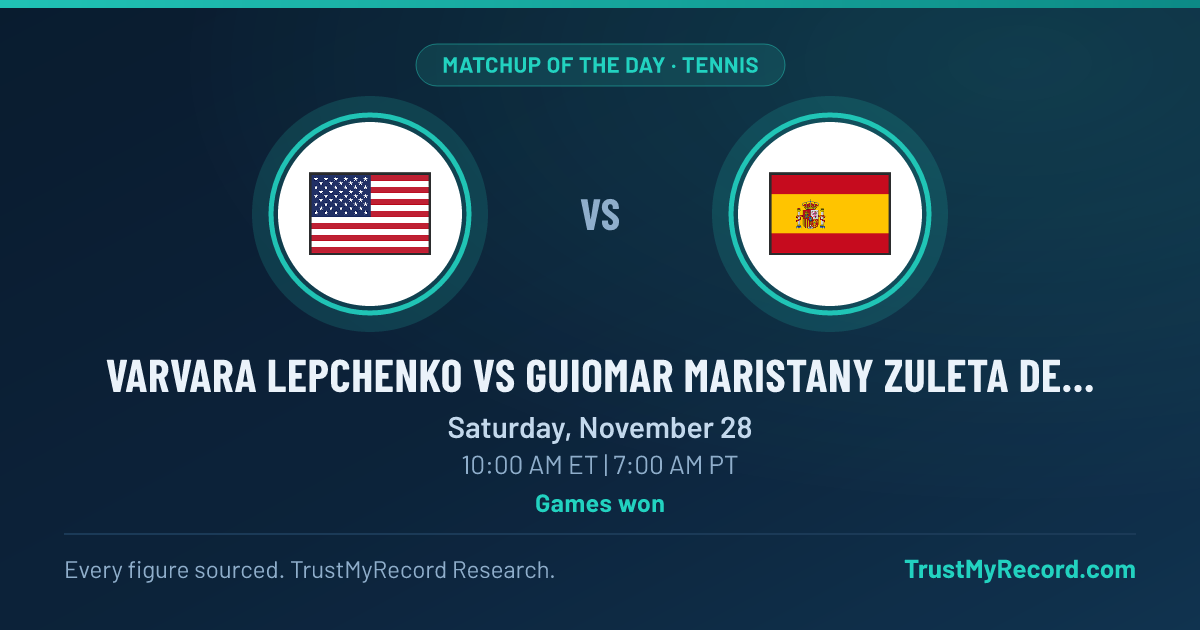 MATCHUP OF THE DAY · TENNIS
VS
VARVARA LEPCHENKO VS GUIOMAR MARISTANY ZULETA DE...
Saturday, November 28
10:00 AM ET | 7:00 AM PT
Games won
Every figure sourced. TrustMyRecord Research.
TrustMyRecord.com